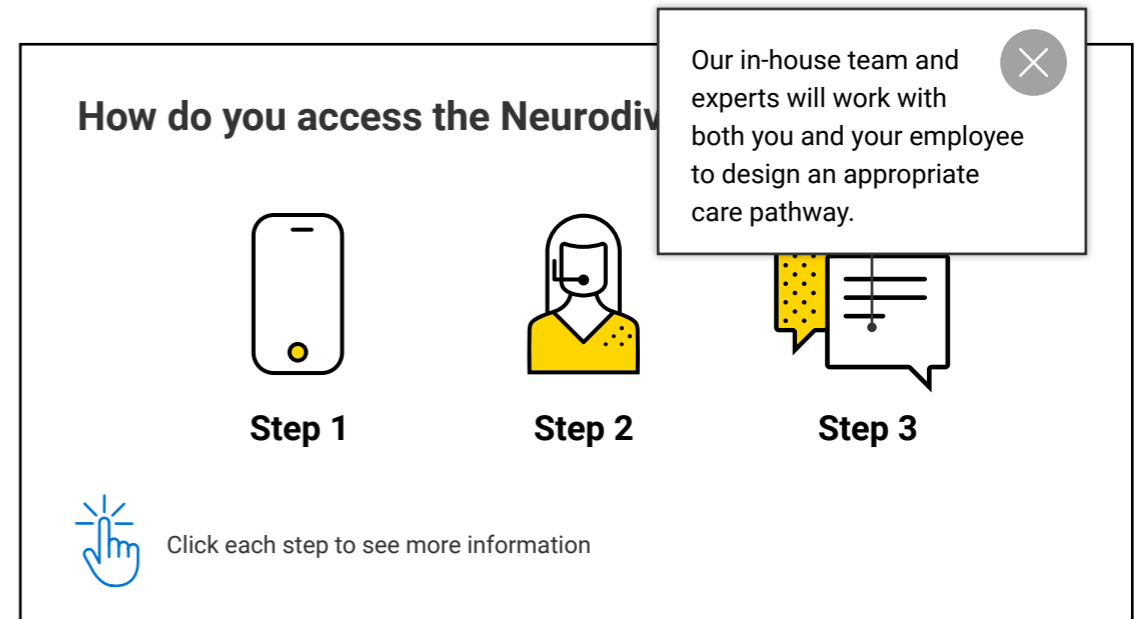 Our in-house team and
experts will work with
both you and your employee
to design an appropriate
care pathway.
How do you access the Neurodiv
Step 1
Step 2
Step 3
Click each step to see more information